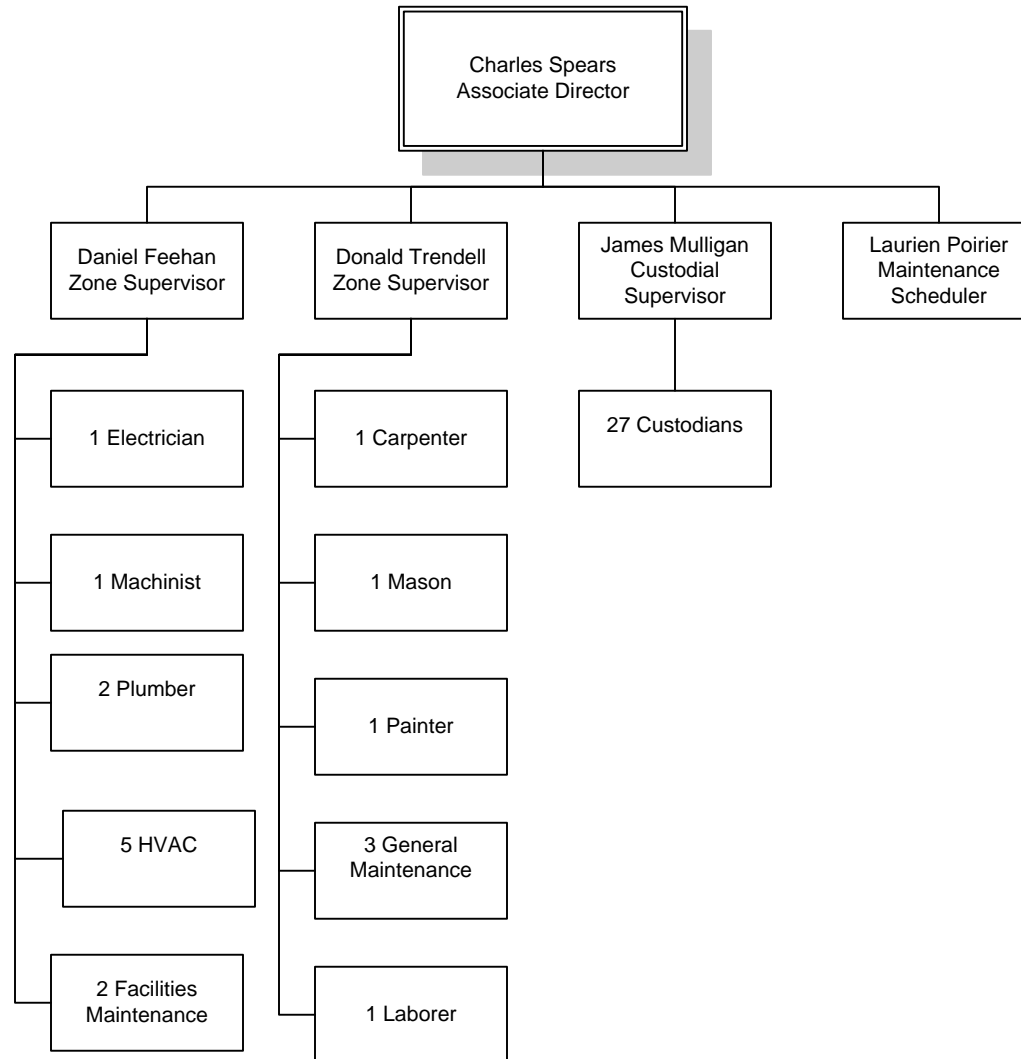 Charles Spears
Associate Director
Daniel Feehan
Zone Supervisor
Donald Trendell
Zone Supervisor
James Mulligan
Custodial
Supervisor
Laurien Poirier
Maintenance
Scheduler
1 Electrician
1 Machinist
2 Plumber
5 HVAC
2 Facilities
Maintenance
1 Carpenter
1 Mason
1 Painter
3 General
Maintenance
1 Laborer
27 Custodians